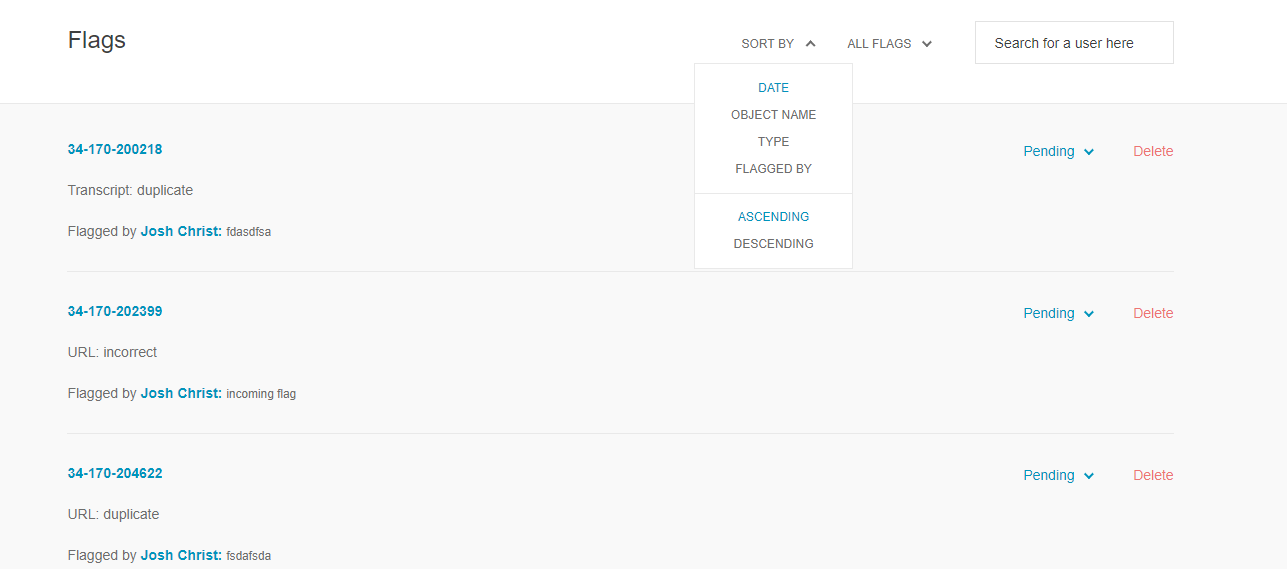 Flags
SORT BY
ALL FLAGS
Search for a user here
DATE
OBJECT NAME
TYPE
FLAGGED BY
ASCENDING
DESCENDING
34-170-200218
Pending
Delete
Transcript: duplicate
Flagged by Josh Christ: fdasdfsa
34-170-202399
Pending
Delete
URL: incorrect
Flagged by Josh Christ: incoming flag
34-170-204622
Pending
Delete
URL: duplicate
Flagged by Josh Christ: fsdafsda